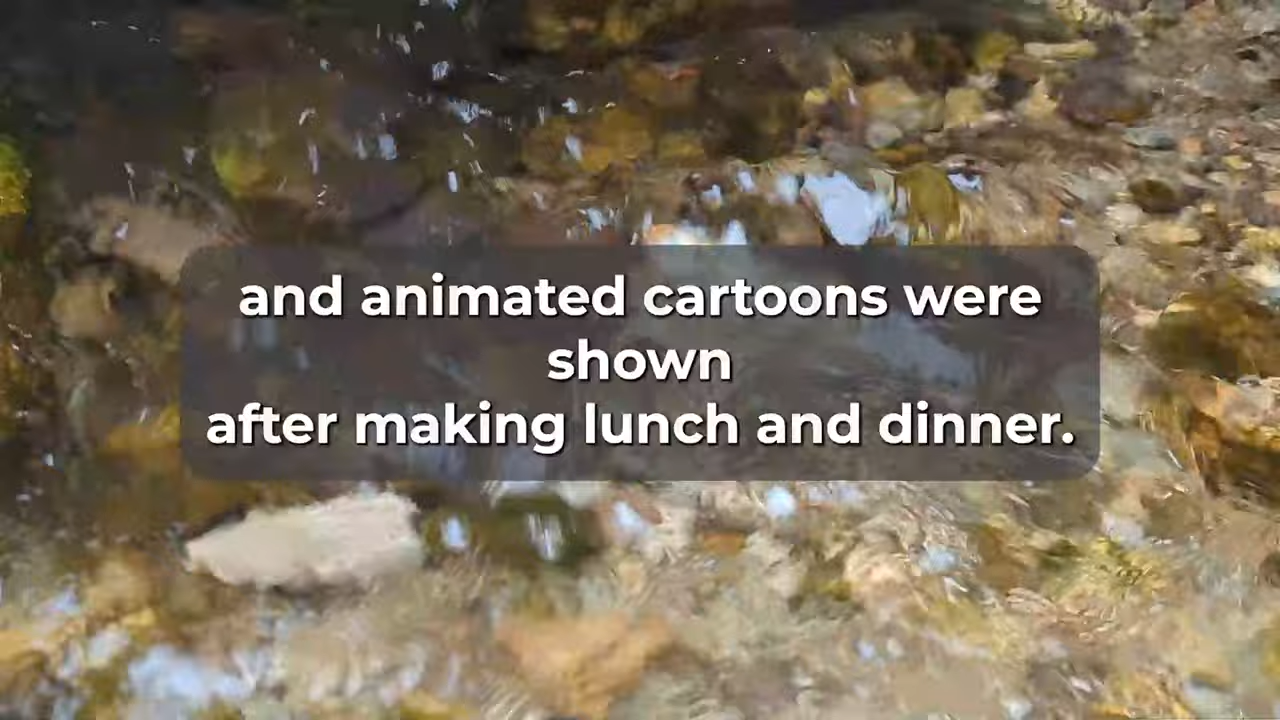 and animated cartoons were
shown
after making lunch and dinner.